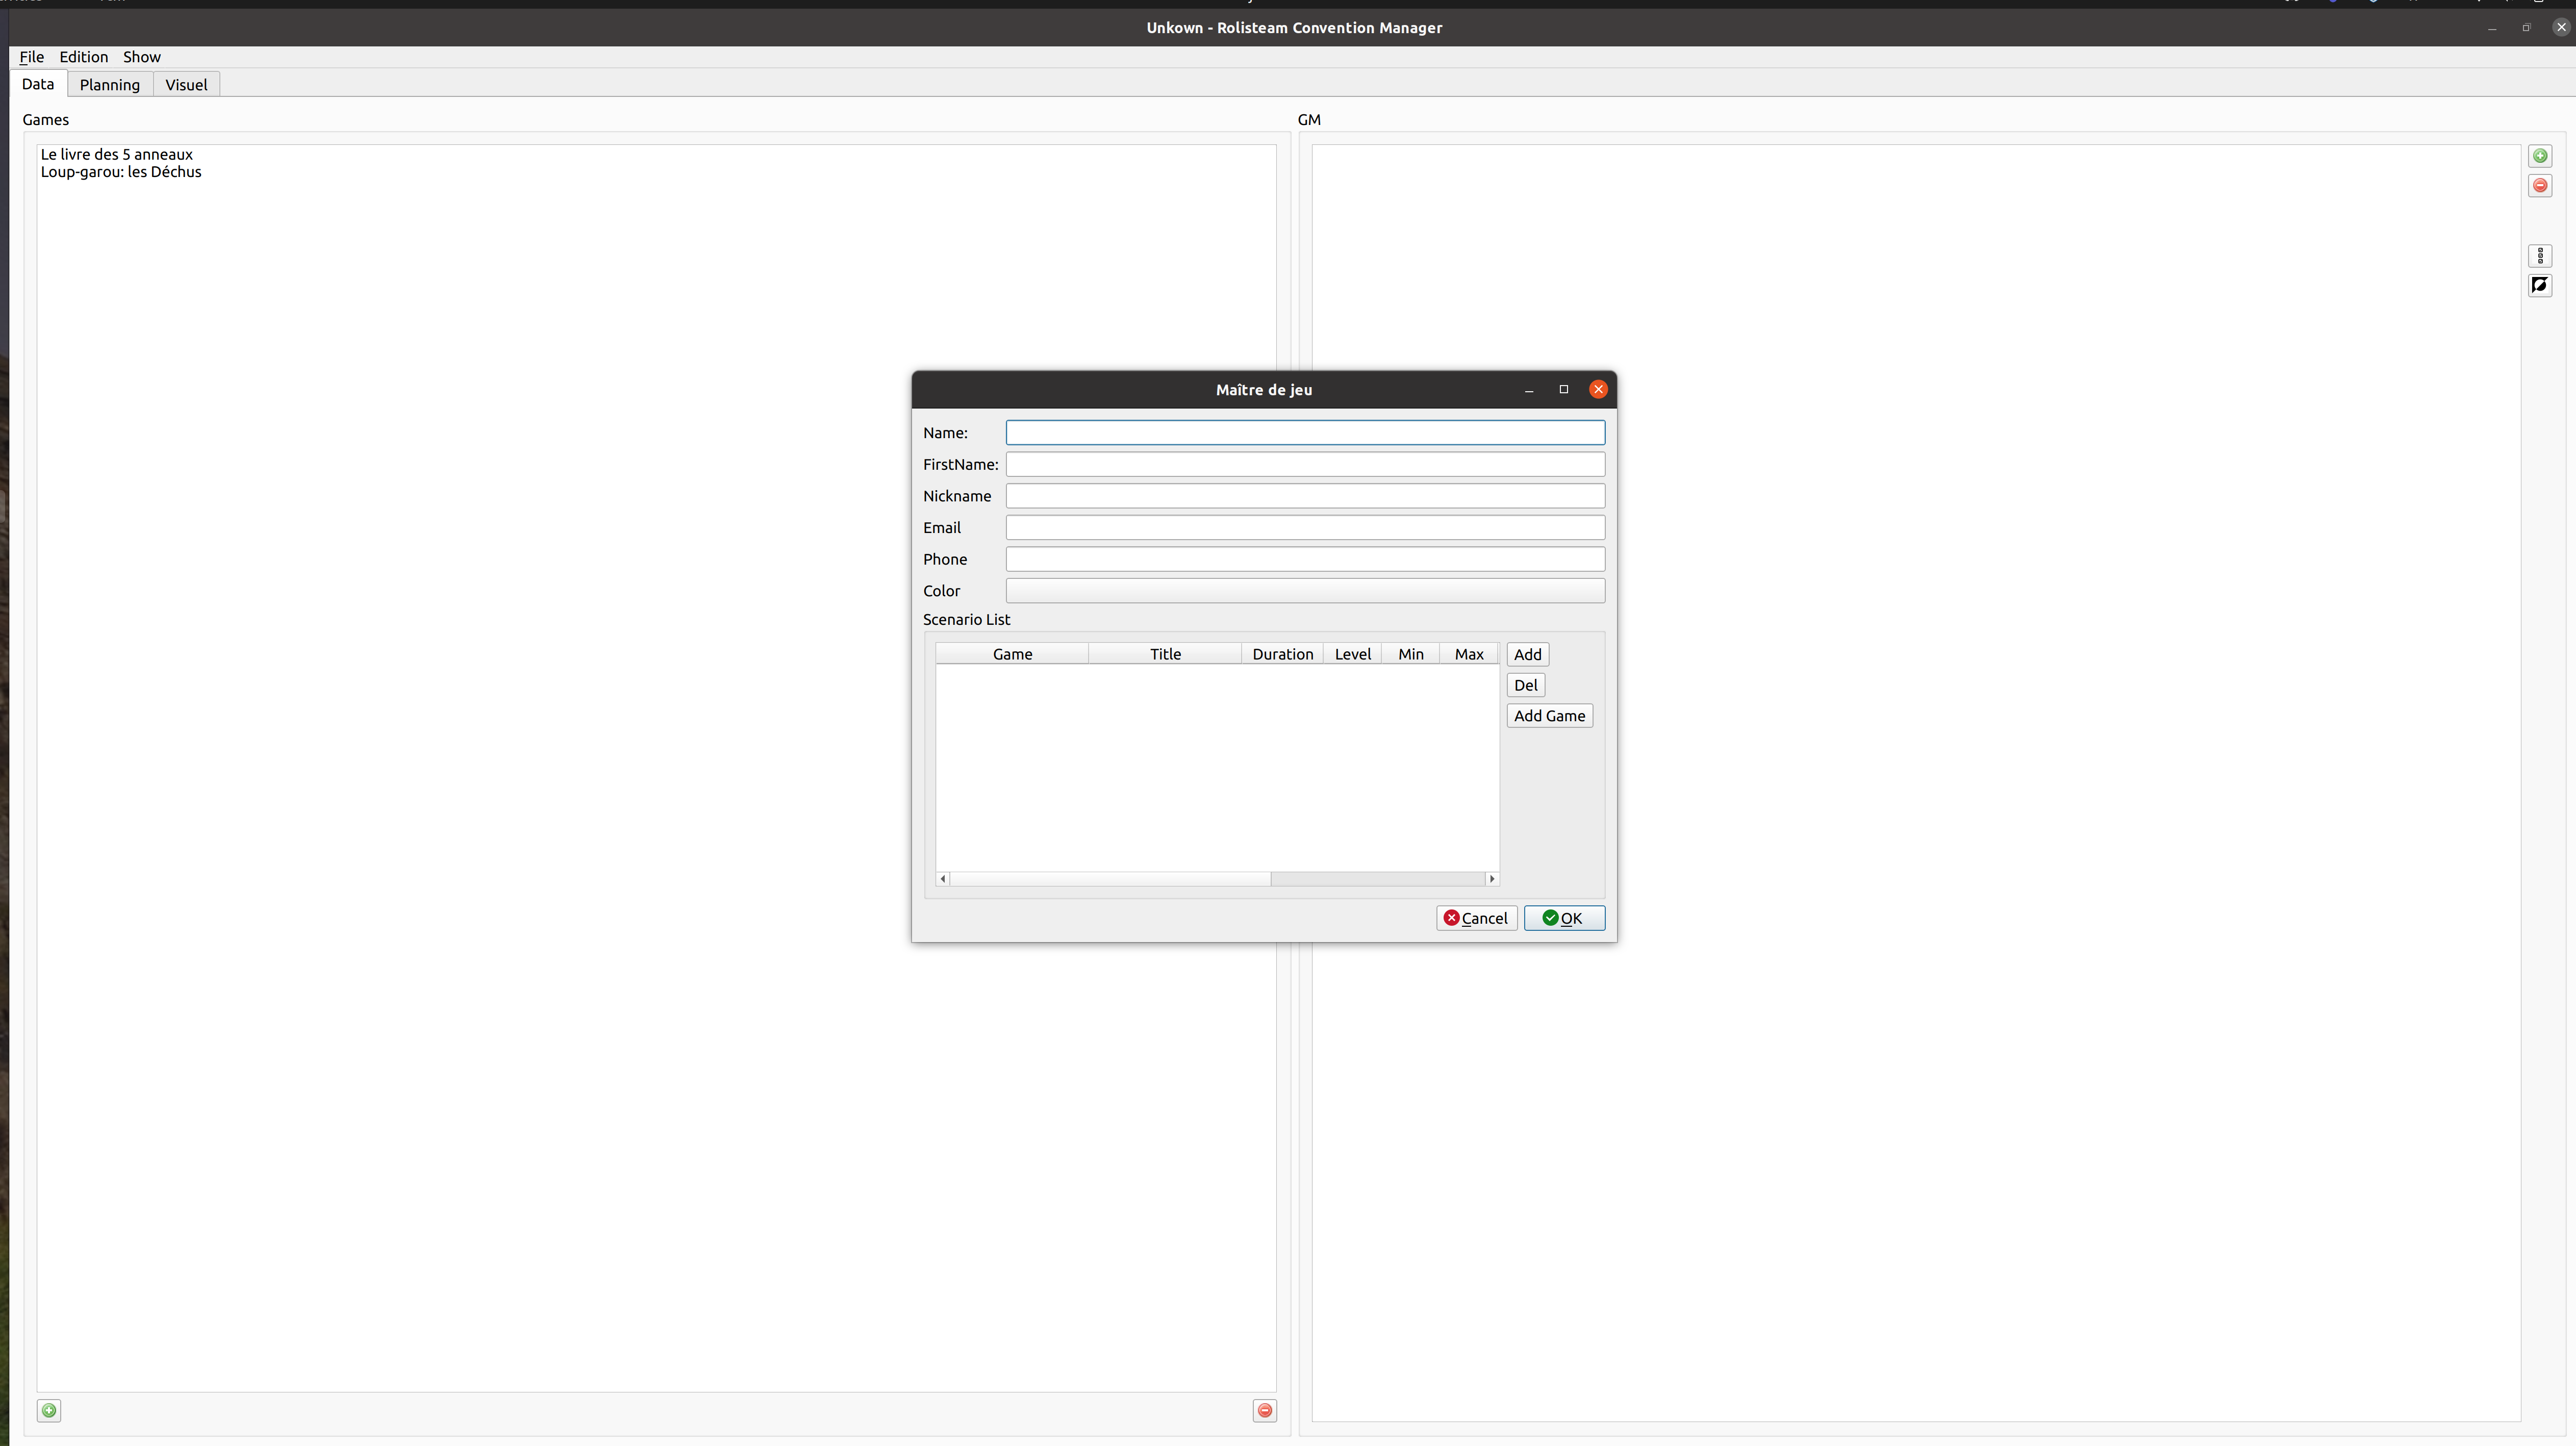 Unkown - Rolisteam Convention Manager
File Edition Show
Data Planning Visuel
Games
GM
Le livre des 5 anneaux
Loup-garou: les Déchus
Maître de jeu
Name:
FirstName:
Nickname
Email
Phone
Color
Scenario List
Game Title Duration Level Min Max
Add
Del
Add Game
Cancel
OK